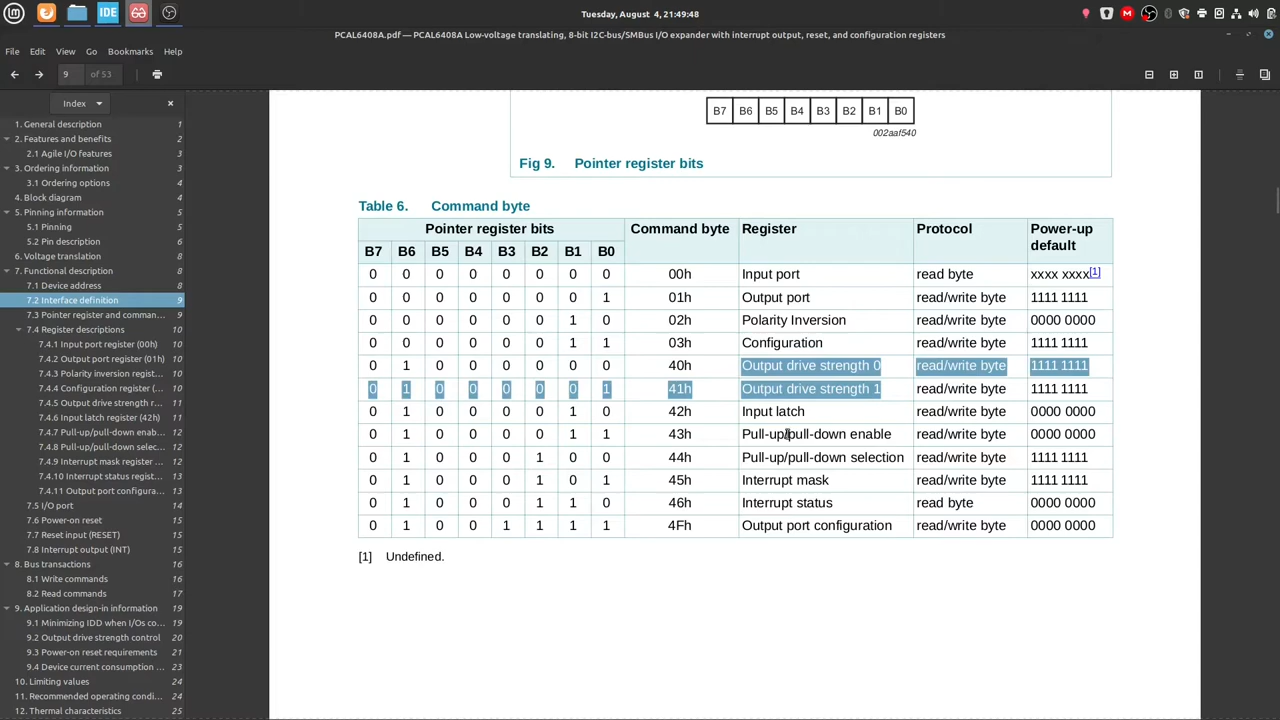 IDE
Tuesday, August 4, 21:49:48
PCAL6408A.pdf — PCAL6408A Low-voltage translating, 8-bit I2C-bus/SMBus I/O expander with interrupt output, reset, and configuration registers
File Edit View Go Bookmarks Help
9 of 53
Index
1. General description 1
2. Features and benefits 2
2.1 Agile I/O features 3
3. Ordering information 3
3.1 Ordering options 4
4. Block diagram 4
5. Pinning information 5
5.1 Pinning 5
5.2 Pin description 6
6. Voltage translation 8
7. Functional description 8
7.1 Device address 8
7.2 Interface definition 9
7.3 Pointer register and comman... 9
7.4 Register descriptions 10
7.4.1 Input port register (00h) 10
7.4.2 Output port register (01h) 10
7.4.3 Polarity inversion regist... 10
7.4.4 Configuration register (... 10
7.4.5 Output drive strength r... 11
7.4.6 Input latch register (42h) 11
7.4.7 Pull-up/pull-down enab... 12
7.4.8 Pull-up/pull-down selec... 12
7.4.9 Interrupt mask register ... 12
7.4.10 Interrupt status regist... 13
7.4.11 Output port configura... 13
7.5 I/O port 14
7.6 Power-on reset 15
7.7 Reset input (RESET) 15
7.8 Interrupt output (INT) 15
8. Bus transactions 16
8.1 Write commands 16
8.2 Read commands 17
9. Application design-in information 19
9.1 Minimizing IDD when I/Os co... 19
9.2 Output drive strength control 20
9.3 Power-on reset requirements 21
9.4 Device current consumption ... 23
10. Limiting values 24
11. Recommended operating condi... 24
12. Thermal characteristics 25
B7 B6 B5 B4 B3 B2 B1 B0
002aaf540
Fig 9. Pointer register bits
Table 6. Command byte
Pointer register bits Command byte Register Protocol Power-up default
B7 B6 B5 B4 B3 B2 B1 B0
0 0 0 0 0 0 0 0 00h Input port read byte xxxx xxxx[1]
0 0 0 0 0 0 0 1 01h Output port read/write byte 1111 1111
0 0 0 0 0 0 1 0 02h Polarity Inversion read/write byte 0000 0000
0 0 0 0 0 0 1 1 03h Configuration read/write byte 1111 1111
0 1 0 0 0 0 0 0 40h Output drive strength 0 read/write byte 1111 1111
0 1 0 0 0 0 0 1 41h Output drive strength 1 read/write byte 1111 1111
0 1 0 0 0 0 1 0 42h Input latch read/write byte 0000 0000
0 1 0 0 0 0 1 1 43h Pull-up/pull-down enable read/write byte 0000 0000
0 1 0 0 0 1 0 0 44h Pull-up/pull-down selection read/write byte 1111 1111
0 1 0 0 0 1 0 1 45h Interrupt mask read/write byte 1111 1111
0 1 0 0 0 1 1 0 46h Interrupt status read byte 0000 0000
0 1 0 0 1 1 1 1 4Fh Output port configuration read/write byte 0000 0000
[1] Undefined.